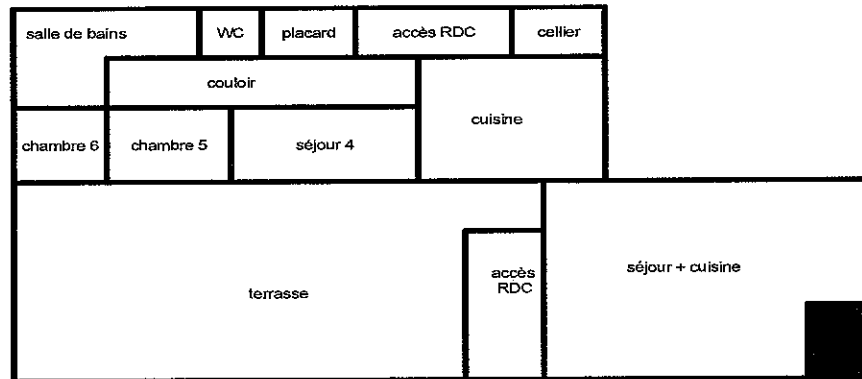 salle de bains
WC
placard
accès RDC
cellier
couloir
cuisine
chambre 6
chambre 5
séjour 4
terrasse
accès
RDC
séjour + cuisine